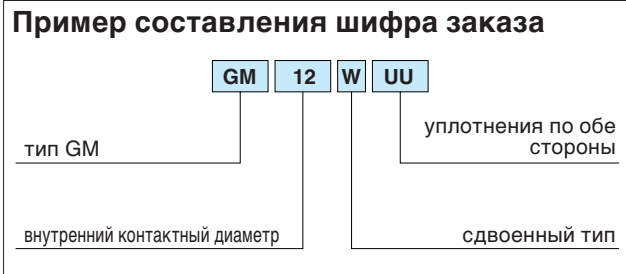 Пример составления шифра заказа
GM 12 W UU
уплотнения по обе
стороны
тип GM
внутренний контактный диаметр
сдвоенный тип